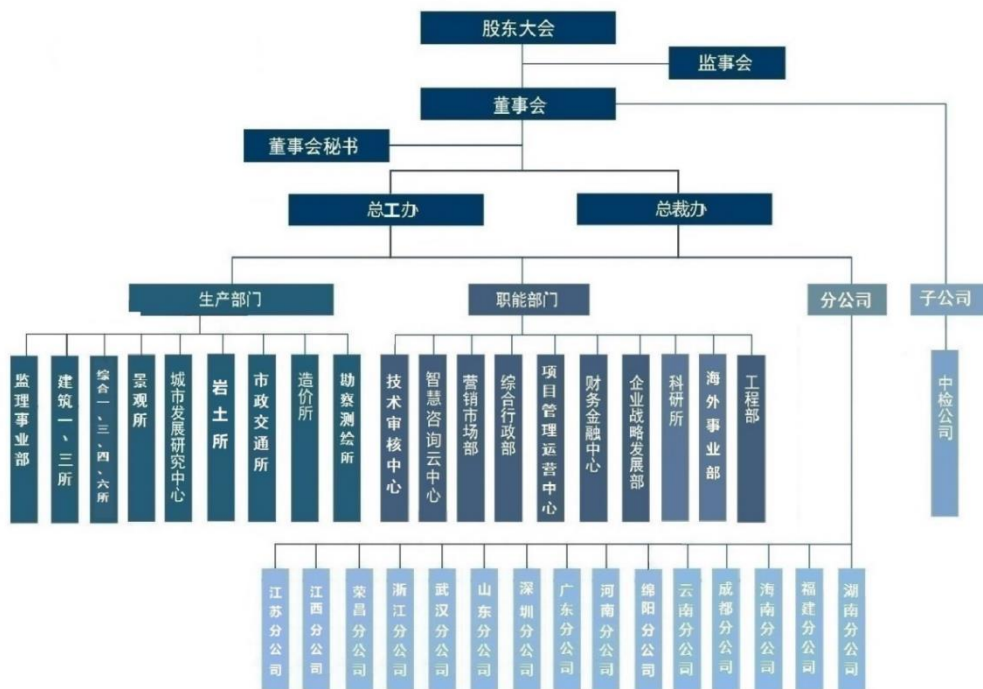 股东大会
监事会
董事会
董事会秘书
总工办
总裁办
生产部门
职能部门
分公司
子公司
监理事业部
建筑一、三所
综合一、三、四、六所
景观所
城市发展研究中心
岩土所
市政交通所
造价所
勘察测绘所
技术审核中心
智慧咨询云中心
营销市场部
综合行政部
项目管理运营中心
财务金融中心
企业战略发展部
科研所
海外事业部
工程部
中检公司
江苏分公司
江西分公司
荣昌分公司
浙江分公司
武汉分公司
山东分公司
深圳分公司
广东分公司
河南分公司
绵阳分公司
云南分公司
成都分公司
海南分公司
福建分公司
湖南分公司